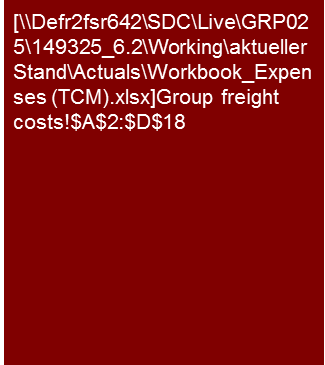 [\\Defr2fsr642\SDC\Live\GRP02
5\149325_6.2\Working\aktueller
Stand\Actuals\Workbook_Expen
ses (TCM).xlsx]Group freight
costs!$A$2:$D$18